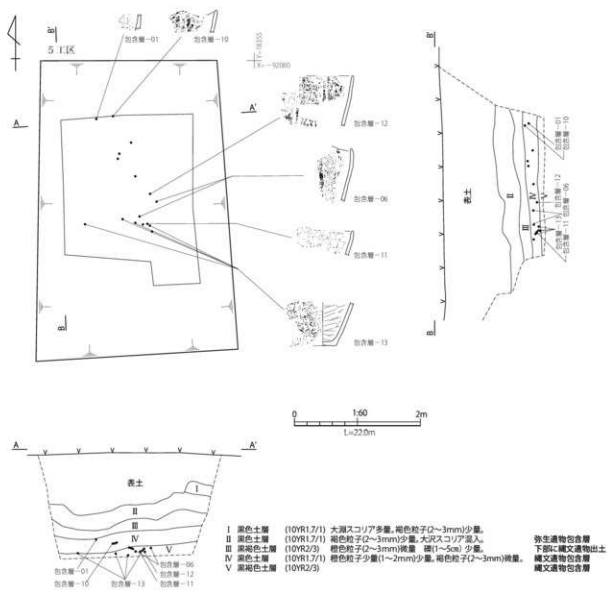 B'
5工区
包含層-01
包含層-10
Y=-18355
X=-92080
A
A'
包含層-12
包含層-06
包含層-11
包含層-13
B
B'
表土
Ⅱ
Ⅲ
Ⅳ
Ⅴ
包含層-01
包含層-10
包含層-12
包含層-06
包含層-13
包含層-11
B
0 1:60 2m
L=22.0m
A
A'
表土
Ⅰ
Ⅱ
Ⅲ
Ⅳ
Ⅴ
包含層-01
包含層-10
包含層-13
包含層-06
包含層-12
包含層-11
Ⅰ 黒色土層 (10YR1.7/1) 大淵スコリア多量。褐色粒子(2~3mm)少量。
Ⅱ 黒色土層 (10YR1.7/1) 褐色粒子(2~3mm)少量。大沢スコリア混入。 弥生遺物包含層
Ⅲ 黒褐色土層 (10YR2/3) 橙色粒子(2~3mm)微量 礫(1~5㎝) 少量。 下部に縄文遺物出土
Ⅳ 黒色土層 (10YR1.7/1) 橙色粒子少量(1~2mm)少量。褐色粒子(2~3mm)微量。 縄文遺物包含層
Ⅴ 黒褐色土層 (10YR2/3) 縄文遺物包含層